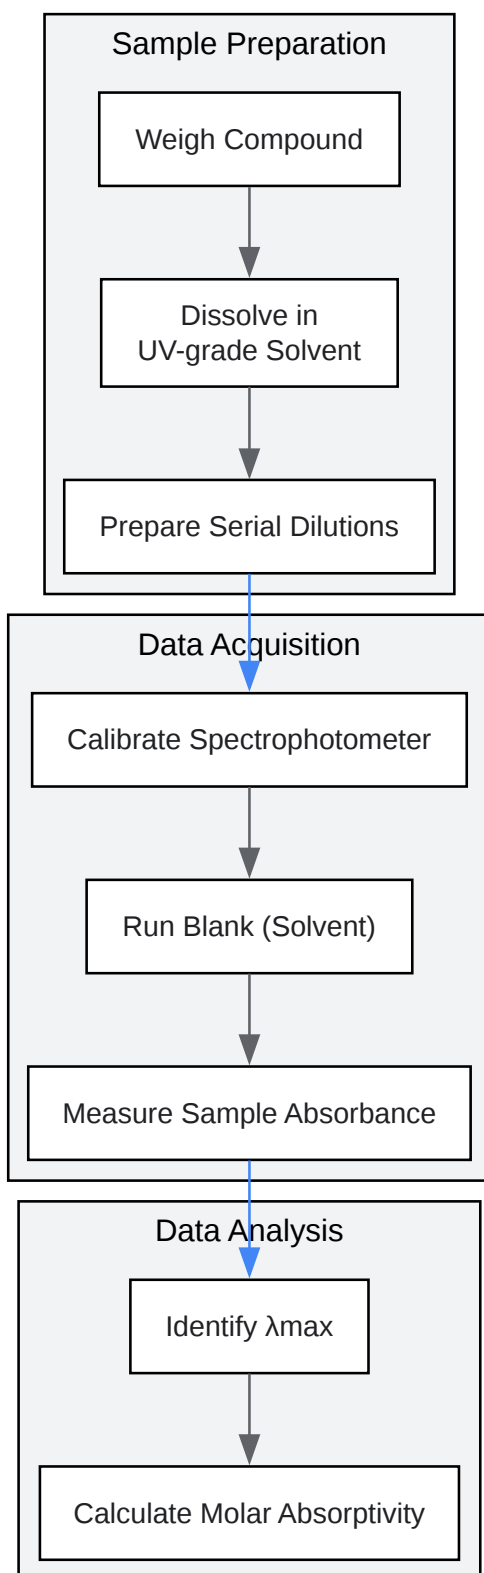 Sample Preparation
Weigh Compound
Dissolve in
UV-grade Solvent
Prepare Serial Dilutions
Data Acquisition
Calibrate Spectrophotometer
Run Blank (Solvent)
Measure Sample Absorbance
Data Analysis
Identify λmax
Calculate Molar Absorptivity